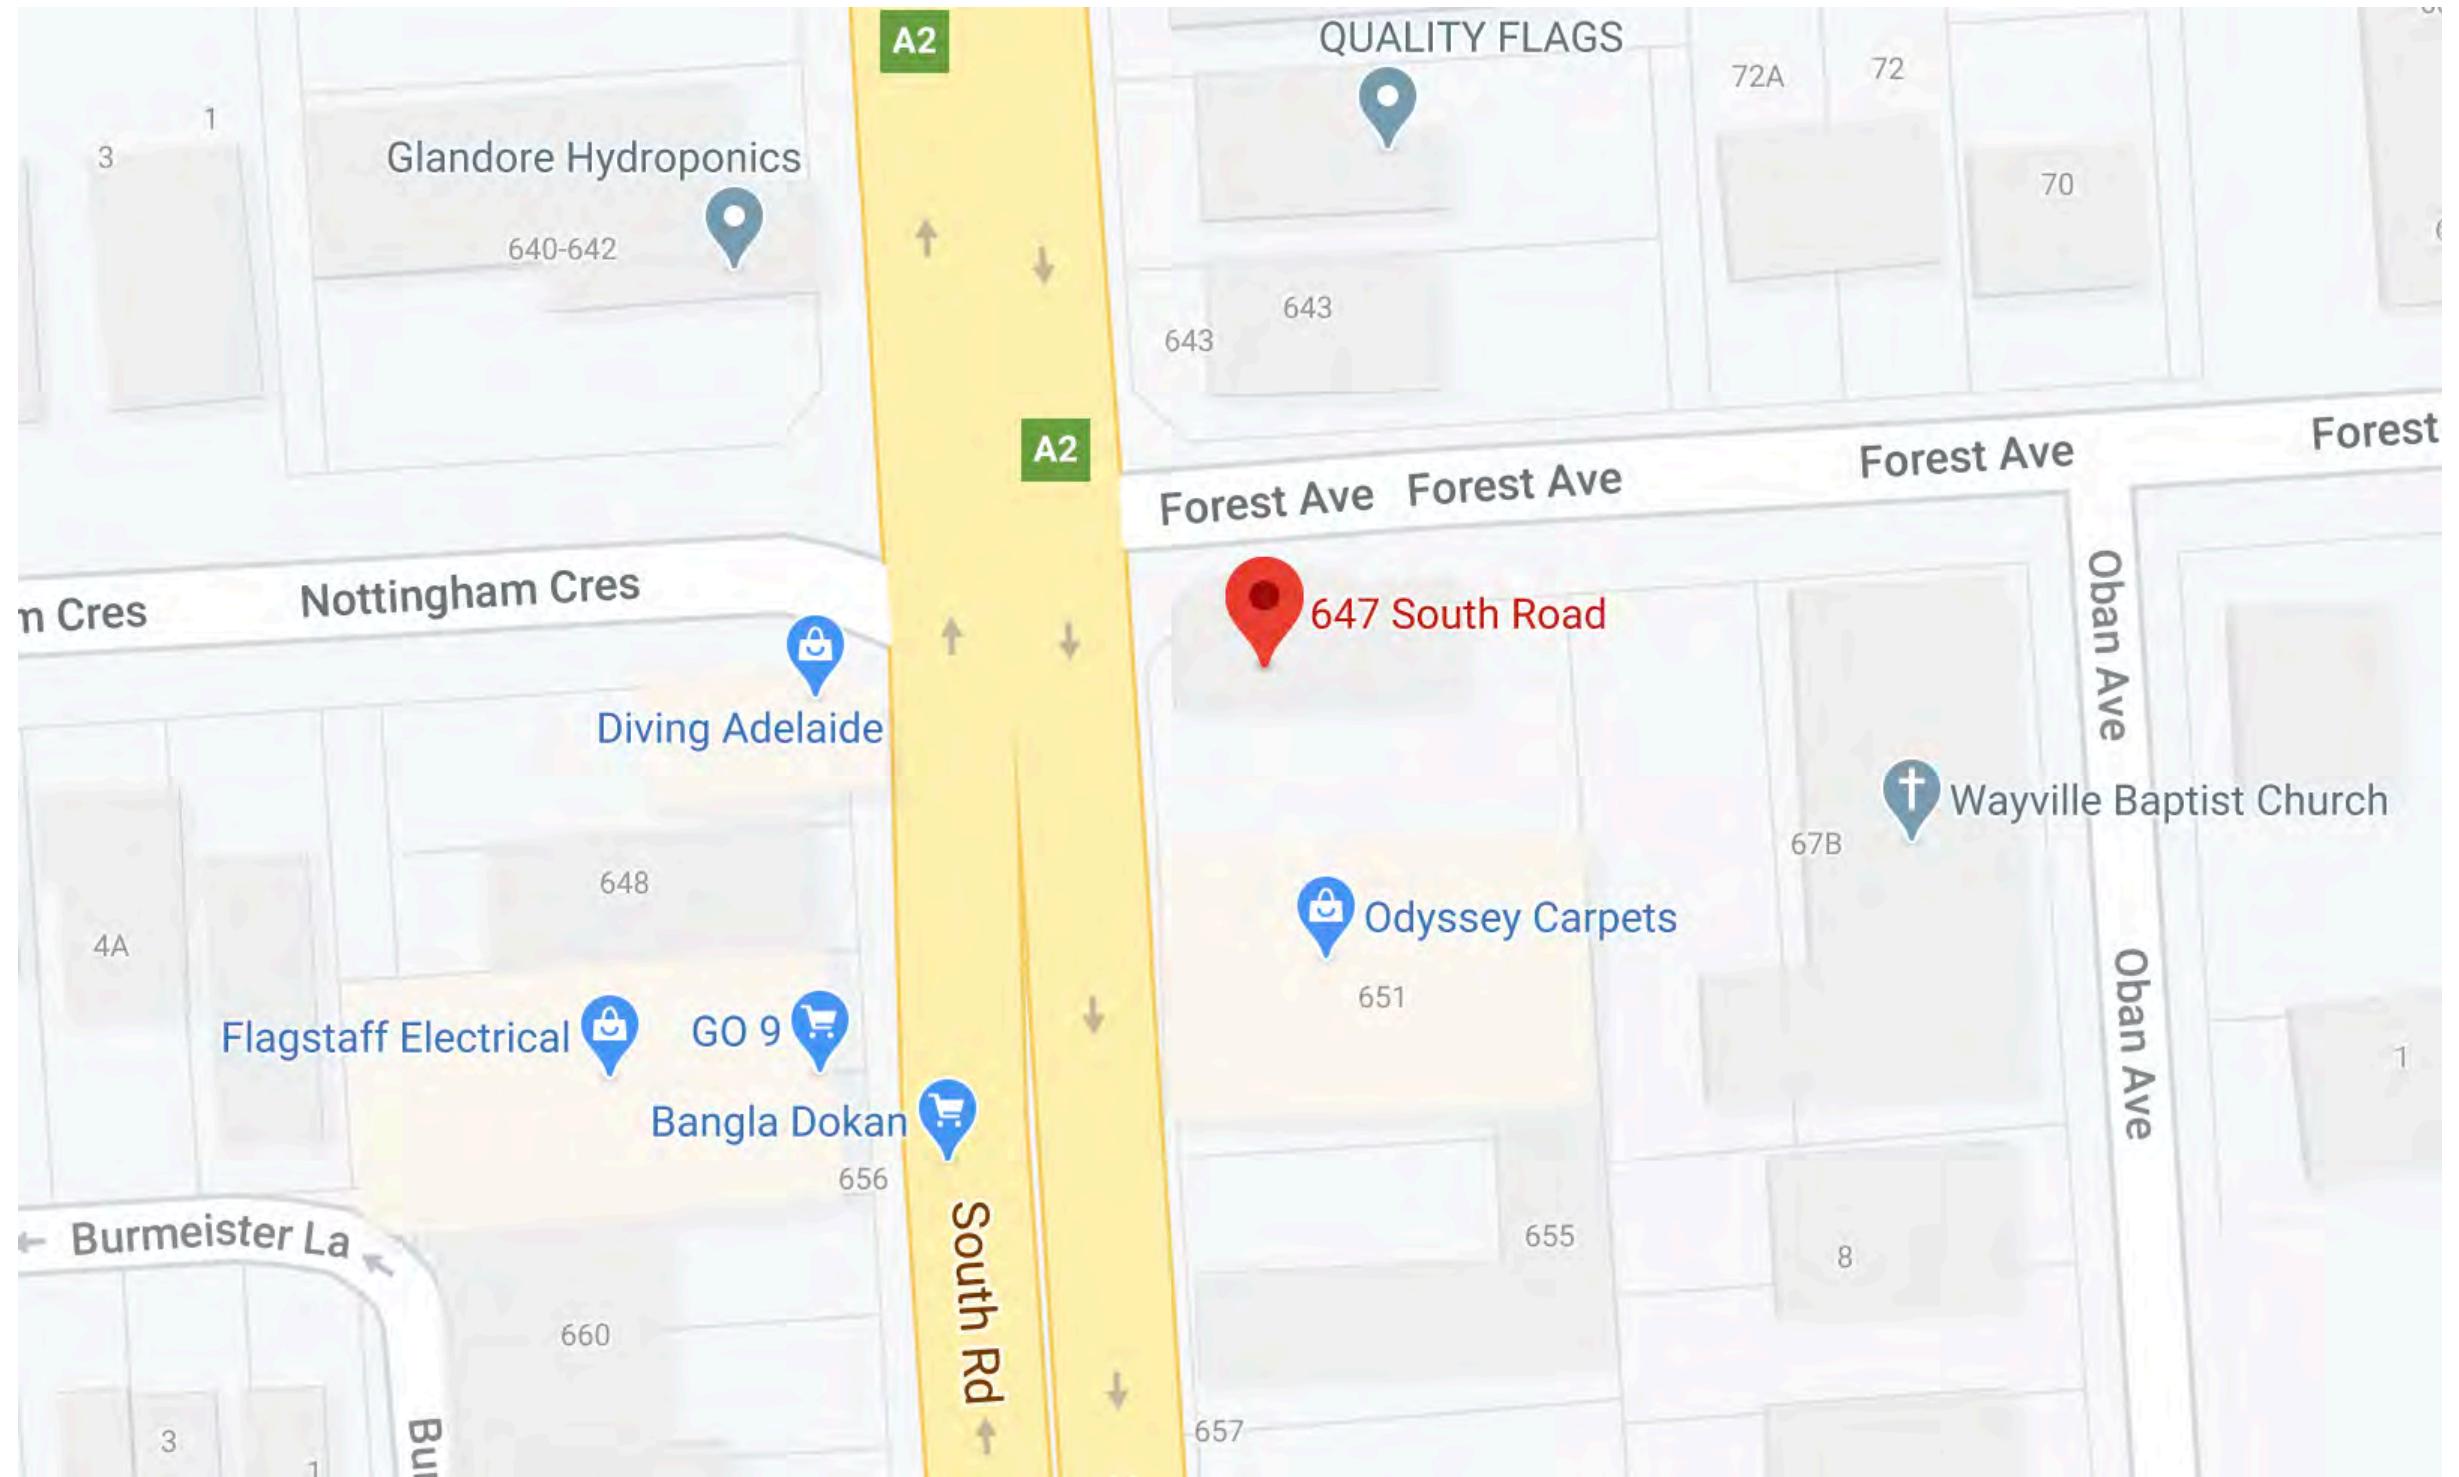 A2
QUALITY FLAGS
72A
72
1
3
Glandore Hydroponics
70
640-642
643
643
A2
Forest Ave
Forest Ave
Forest Ave
Forest
Nottingham Cres
m Cres
Oban Ave
647 South Road
Diving Adelaide
Wayville Baptist Church
67B
648
Odyssey Carpets
4A
651
Oban Ave
Flagstaff Electrical
GO 9
1
Bangla Dokan
656
South Rd
Burmeister La
655
8
660
657
3
1
Bur